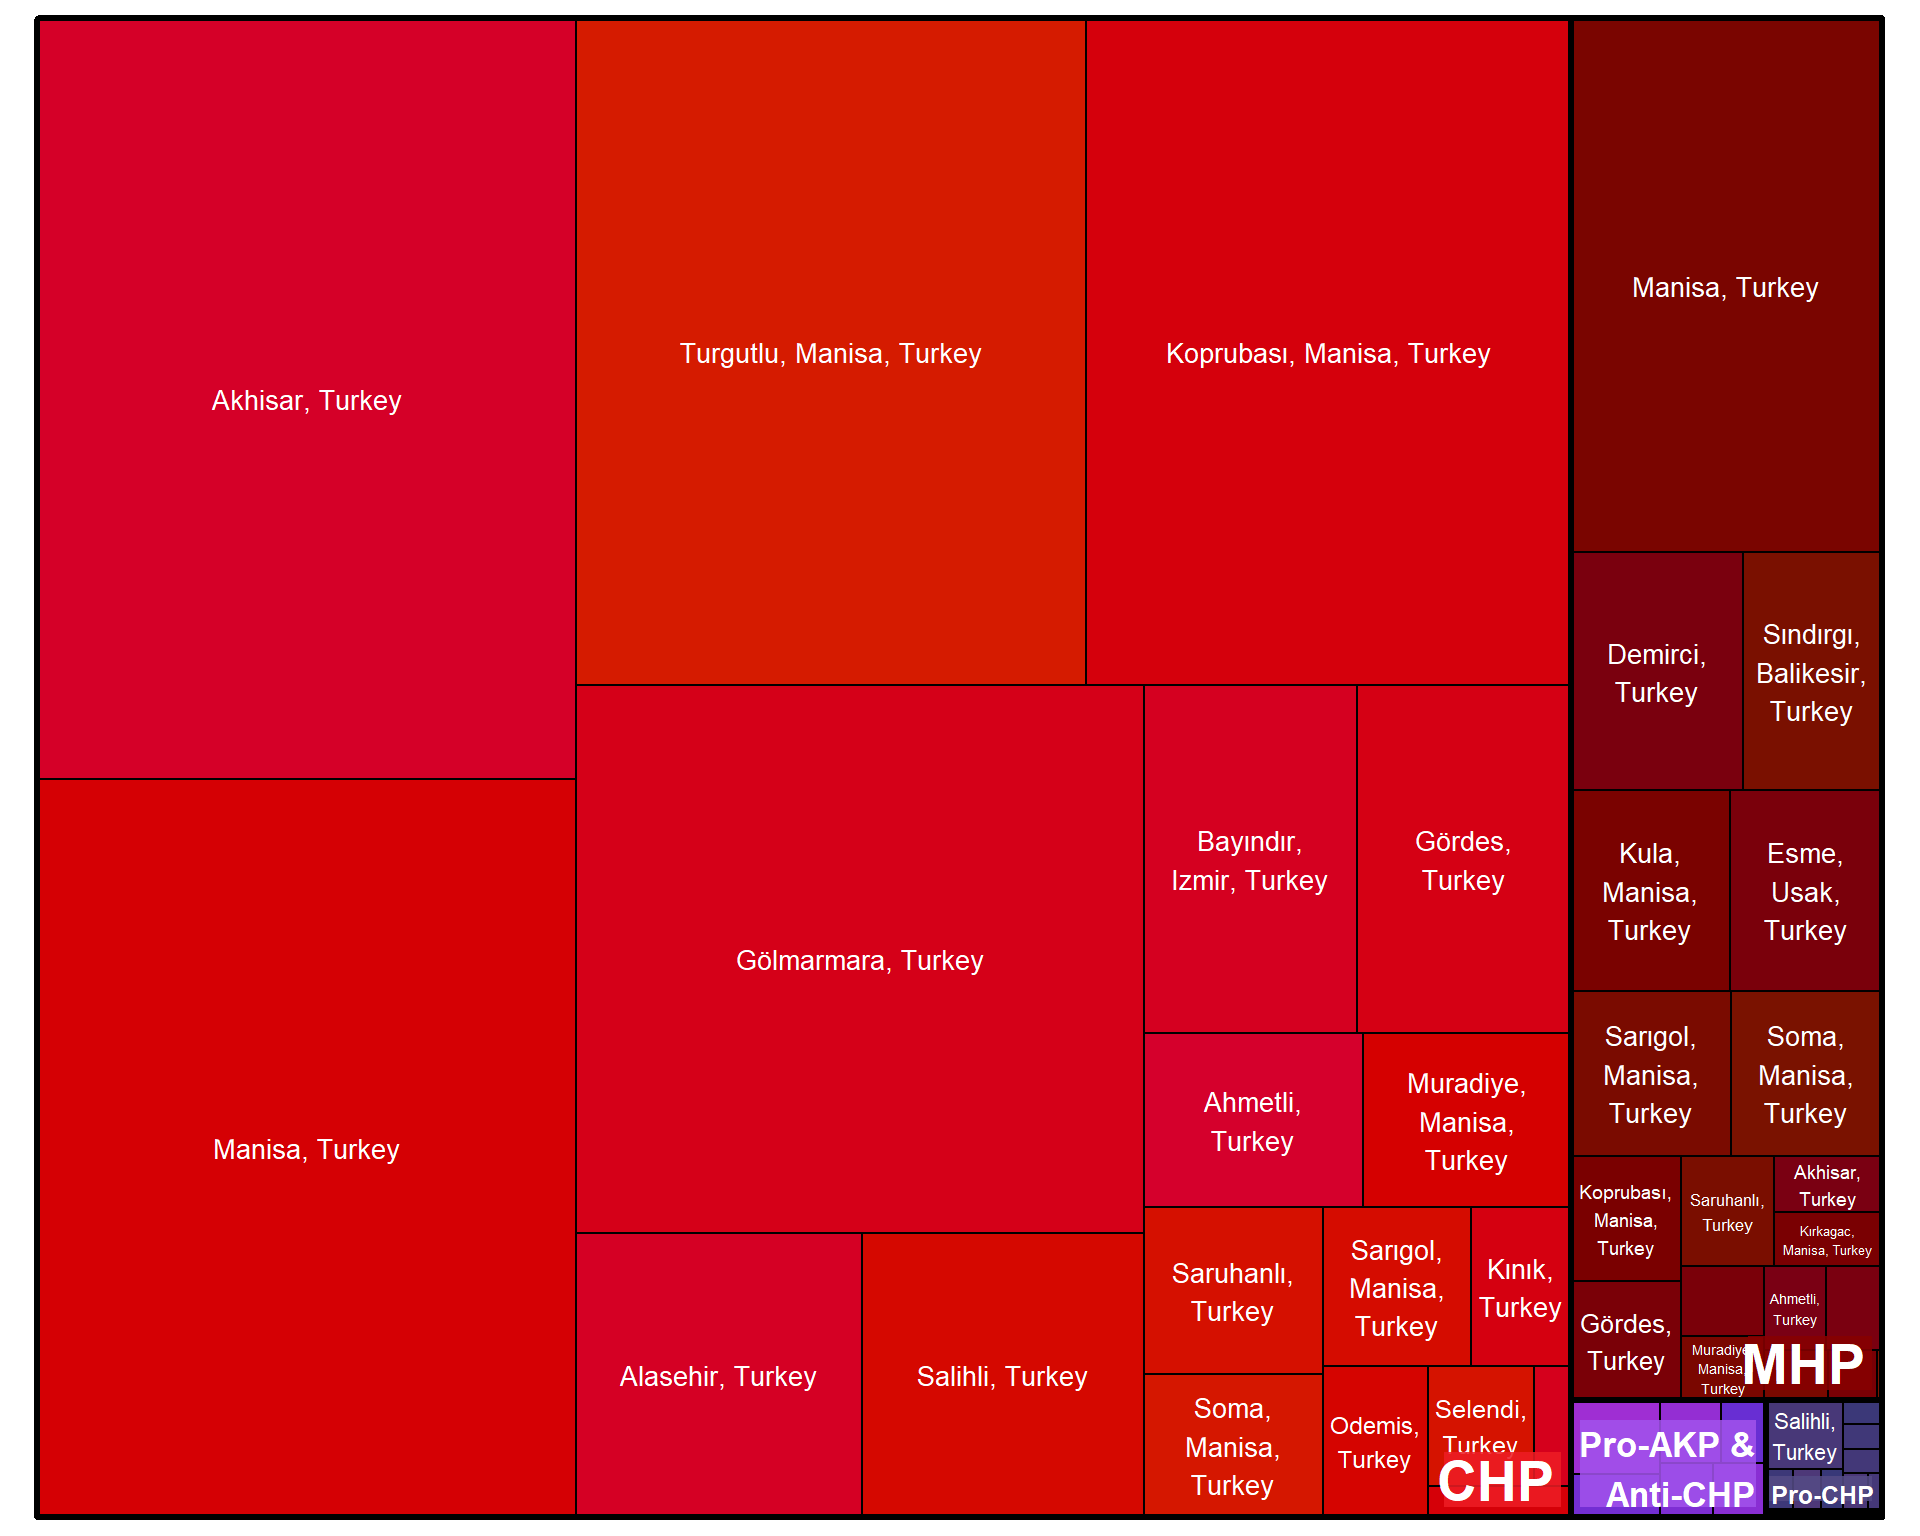 Akhisar, Turkey
Manisa, Turkey
Turgutlu, Manisa, Turkey
Koprubası, Manisa, Turkey
Gölmarmara, Turkey
Alasehir, Turkey
Salihli, Turkey
Bayındır,
Izmir, Turkey
Gördes,
Turkey
Ahmetli,
Turkey
Muradiye,
Manisa,
Turkey
Saruhanlı,
Turkey
Sarıgol,
Manisa,
Turkey
Kınık,
Turkey
Soma,
Manisa,
Turkey
Odemis,
Turkey
Selendi,
Turkey
CHP
Manisa, Turkey
Demirci,
Turkey
Sındırgı,
Balikesir,
Turkey
Kula,
Manisa,
Turkey
Esme,
Usak,
Turkey
Sarıgol,
Manisa,
Turkey
Soma,
Manisa,
Turkey
Koprubası,
Manisa,
Turkey
Saruhanlı,
Turkey
Akhisar,
Turkey
Kırkagac,
Manisa, Turkey
Gördes,
Turkey
Ahmetli,
Turkey
Muradiye,
Manisa,
Turkey
MHP
Pro-AKP &
Anti-CHP
Salihli,
Turkey
Pro-CHP